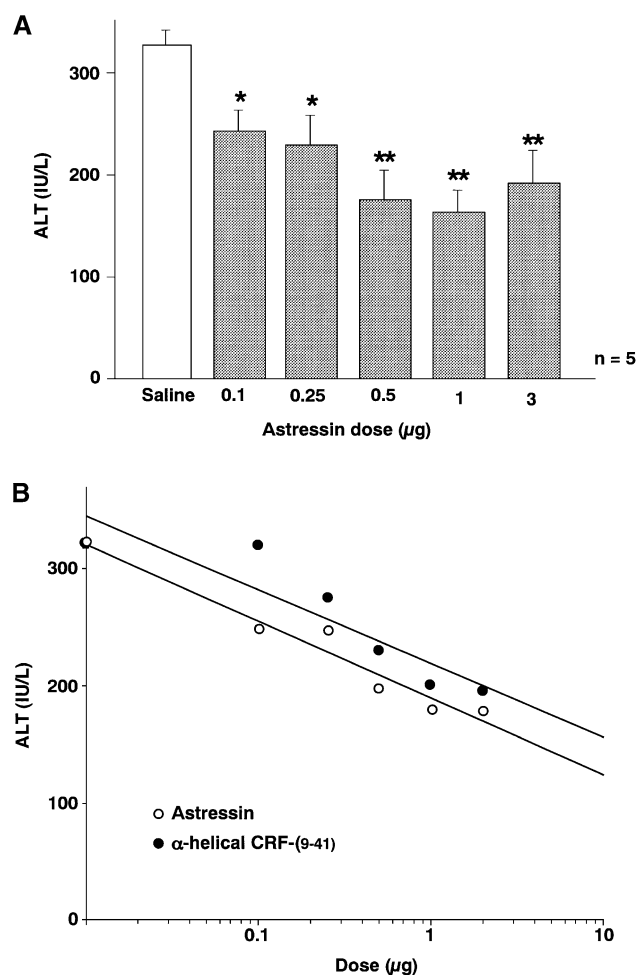 A
300
200
100
0
ALT (IU/L)
*
*
**
**
**
n = 5
Saline
0.1
0.25
0.5
1
3
Astressin dose (µg)
B
300
200
100
0
ALT (IU/L)
Astressin
α-helical CRF-(9-41)
0.1
1
10
Dose (µg)